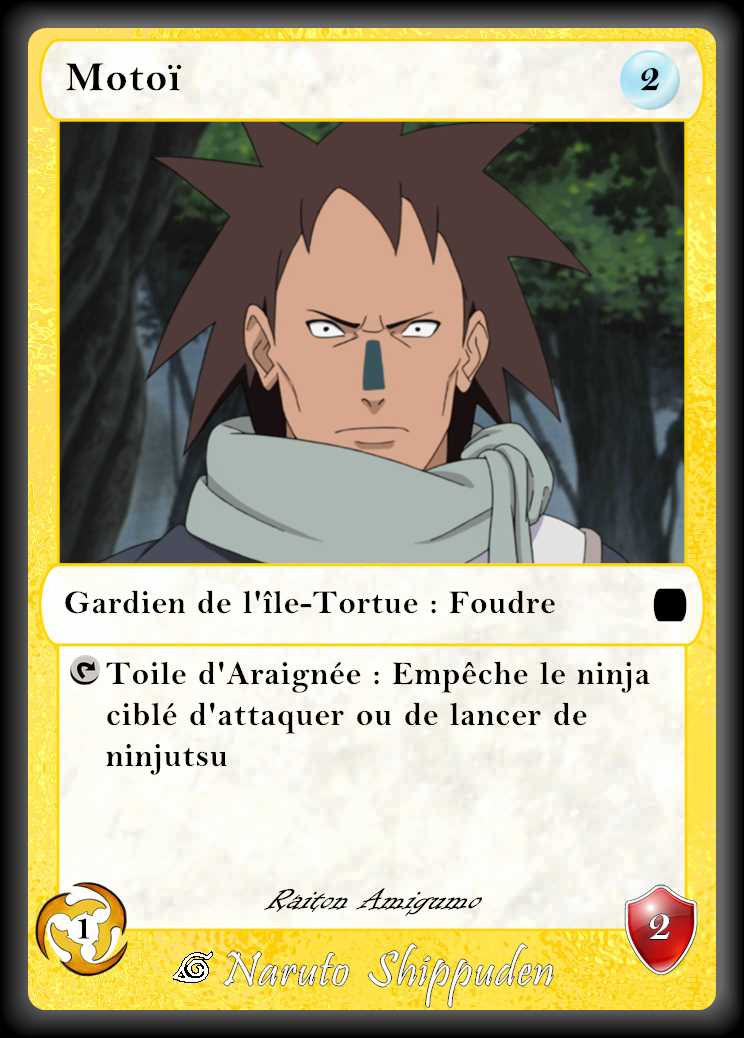 Motoï
2
Gardien de l'île-Tortue : Foudre
Toile d'Araignée : Empêche le ninja
ciblé d'attaquer ou de lancer de
ninjutsu
Raiton Amigumo
1
2
Naruto Shippuden